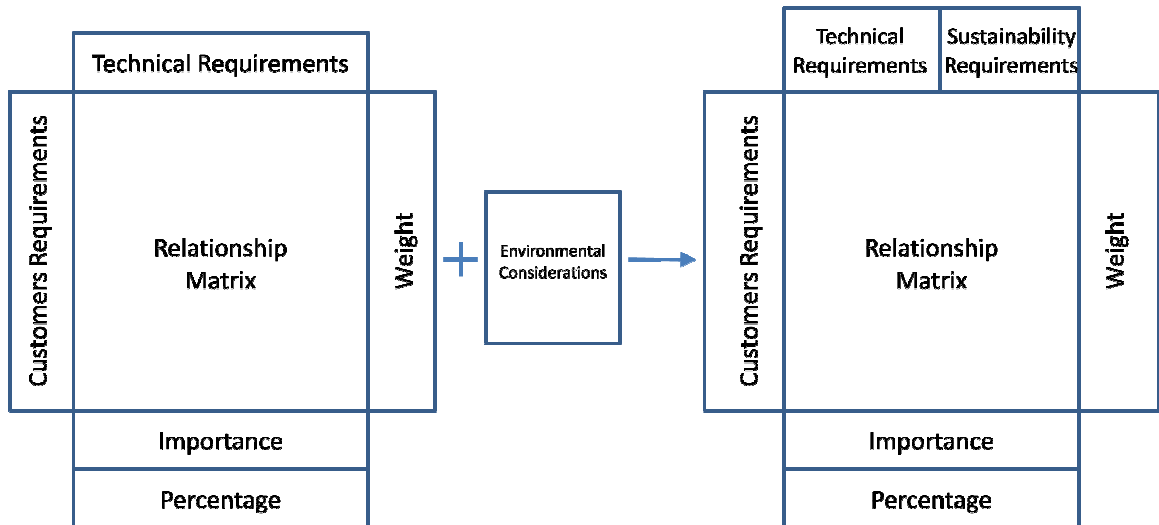 Technical Requirements
Customers Requirements
Relationship
Matrix
Weight
Importance
Percentage
Environmental
Considerations
Technical
Requirements
Sustainability
Requirements
Customers Requirements
Relationship
Matrix
Weight
Importance
Percentage